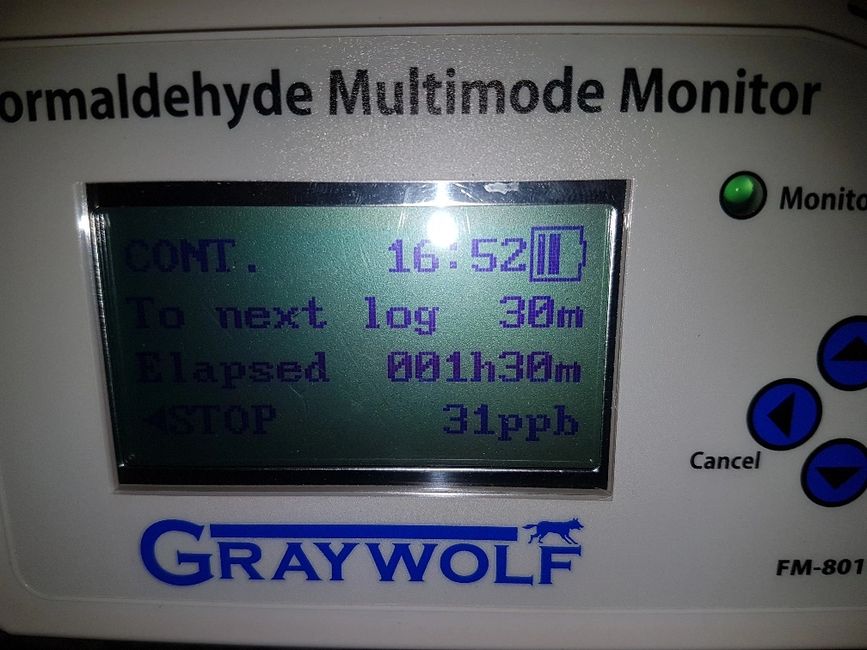 ormaldehyde Multimode Monitor
Monito
CONT. 16:52
To next log 30m
Elapsed 001h30m
◀STOP 31ppb
Cancel
GRAYWOLF
FM-801